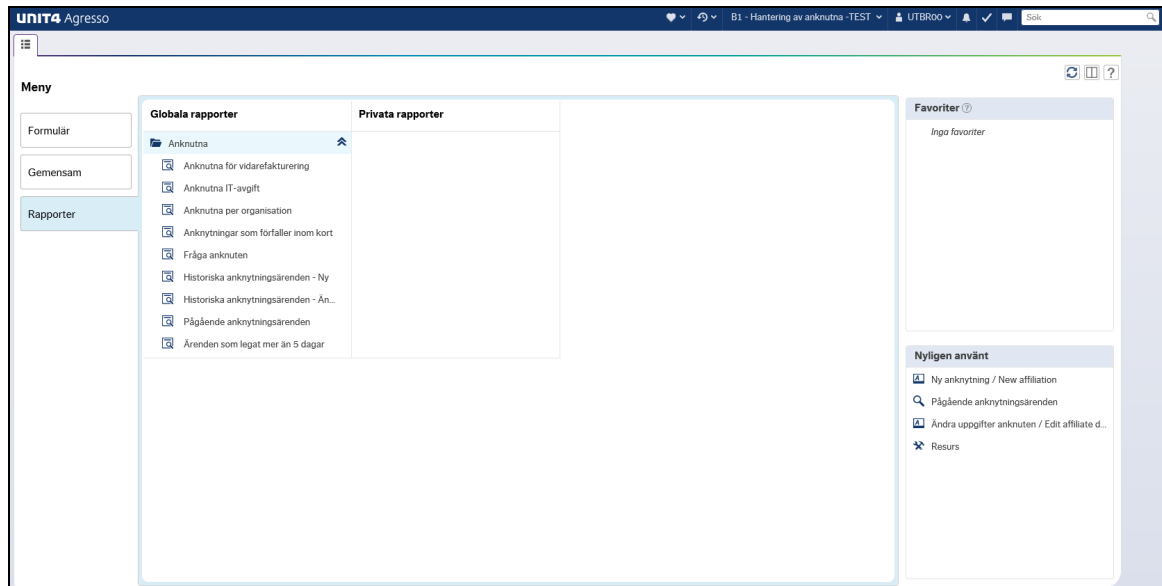 UNIT4 Agresso
B1 - Hantering av anknutna -TEST
UTBR00
Sök
Meny
Formulär
Gemensam
Rapporter
Globala rapporter
Privata rapporter
Anknutna
Anknutna för vidarefakturering
Anknutna IT-avgift
Anknutna per organisation
Anknytningar som förfaller inom kort
Fråga anknuten
Historiska anknytningsärenden - Ny
Historiska anknytningsärenden - Än...
Pågående anknytningsärenden
Ärenden som legat mer än 5 dagar
Favoriter ?
Inga favoriter
Nyligen använt
Ny anknytning / New affiliation
Pågående anknytningsärenden
Ändra uppgifter anknuten / Edit affiliate d...
Resurs